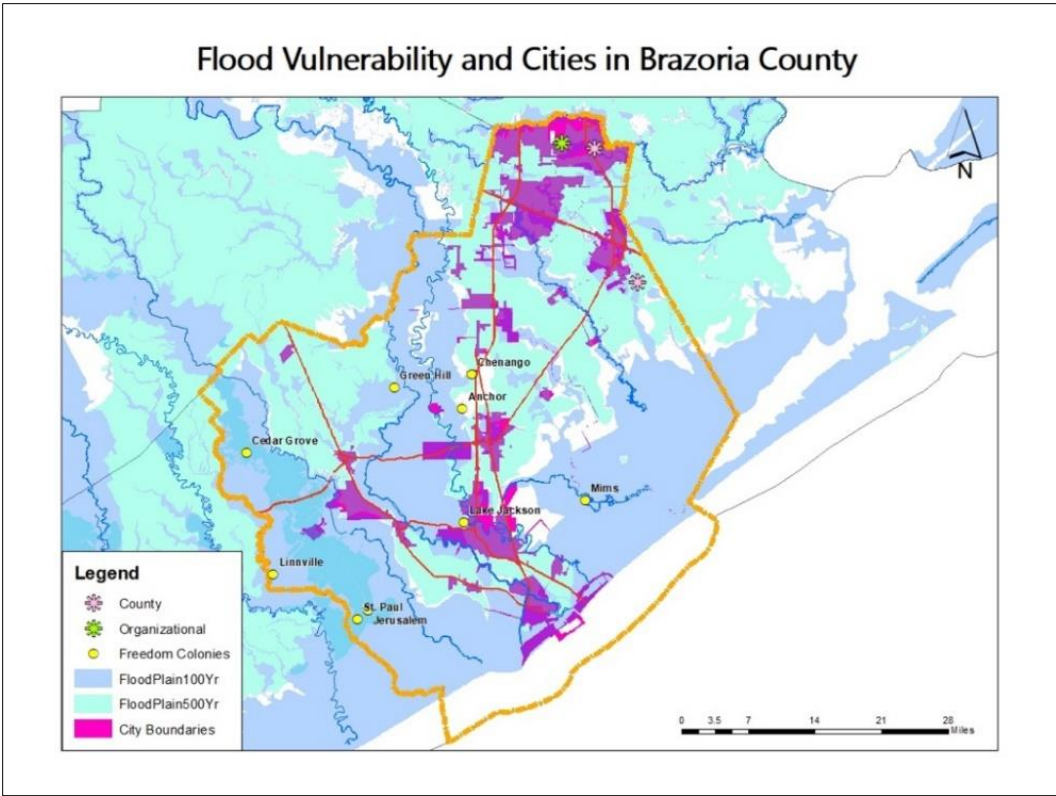 Flood Vulnerability and Cities in Brazoria County
N
Chenango
Green Hill
Anchor
Cedar Grove
Mims
Lake Jackson
Linnville
St. Paul
Jerusalem
Legend
County
Organizational
Freedom Colonies
FloodPlain100Yr
FloodPlain500Yr
City Boundaries
0 3.5 7 14 21 28
Miles